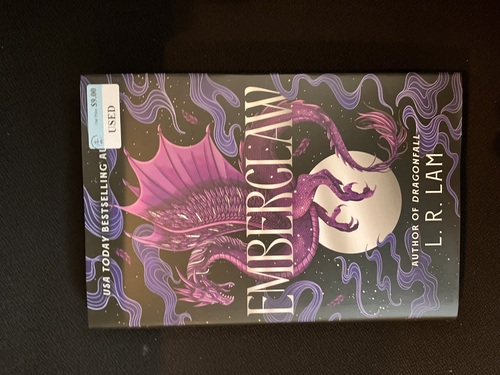 USA TODAY BESTSELLING AU
$9.00
USED
EMBERCLAW
AUTHOR OF DRAGONFALL
L. R. LAM